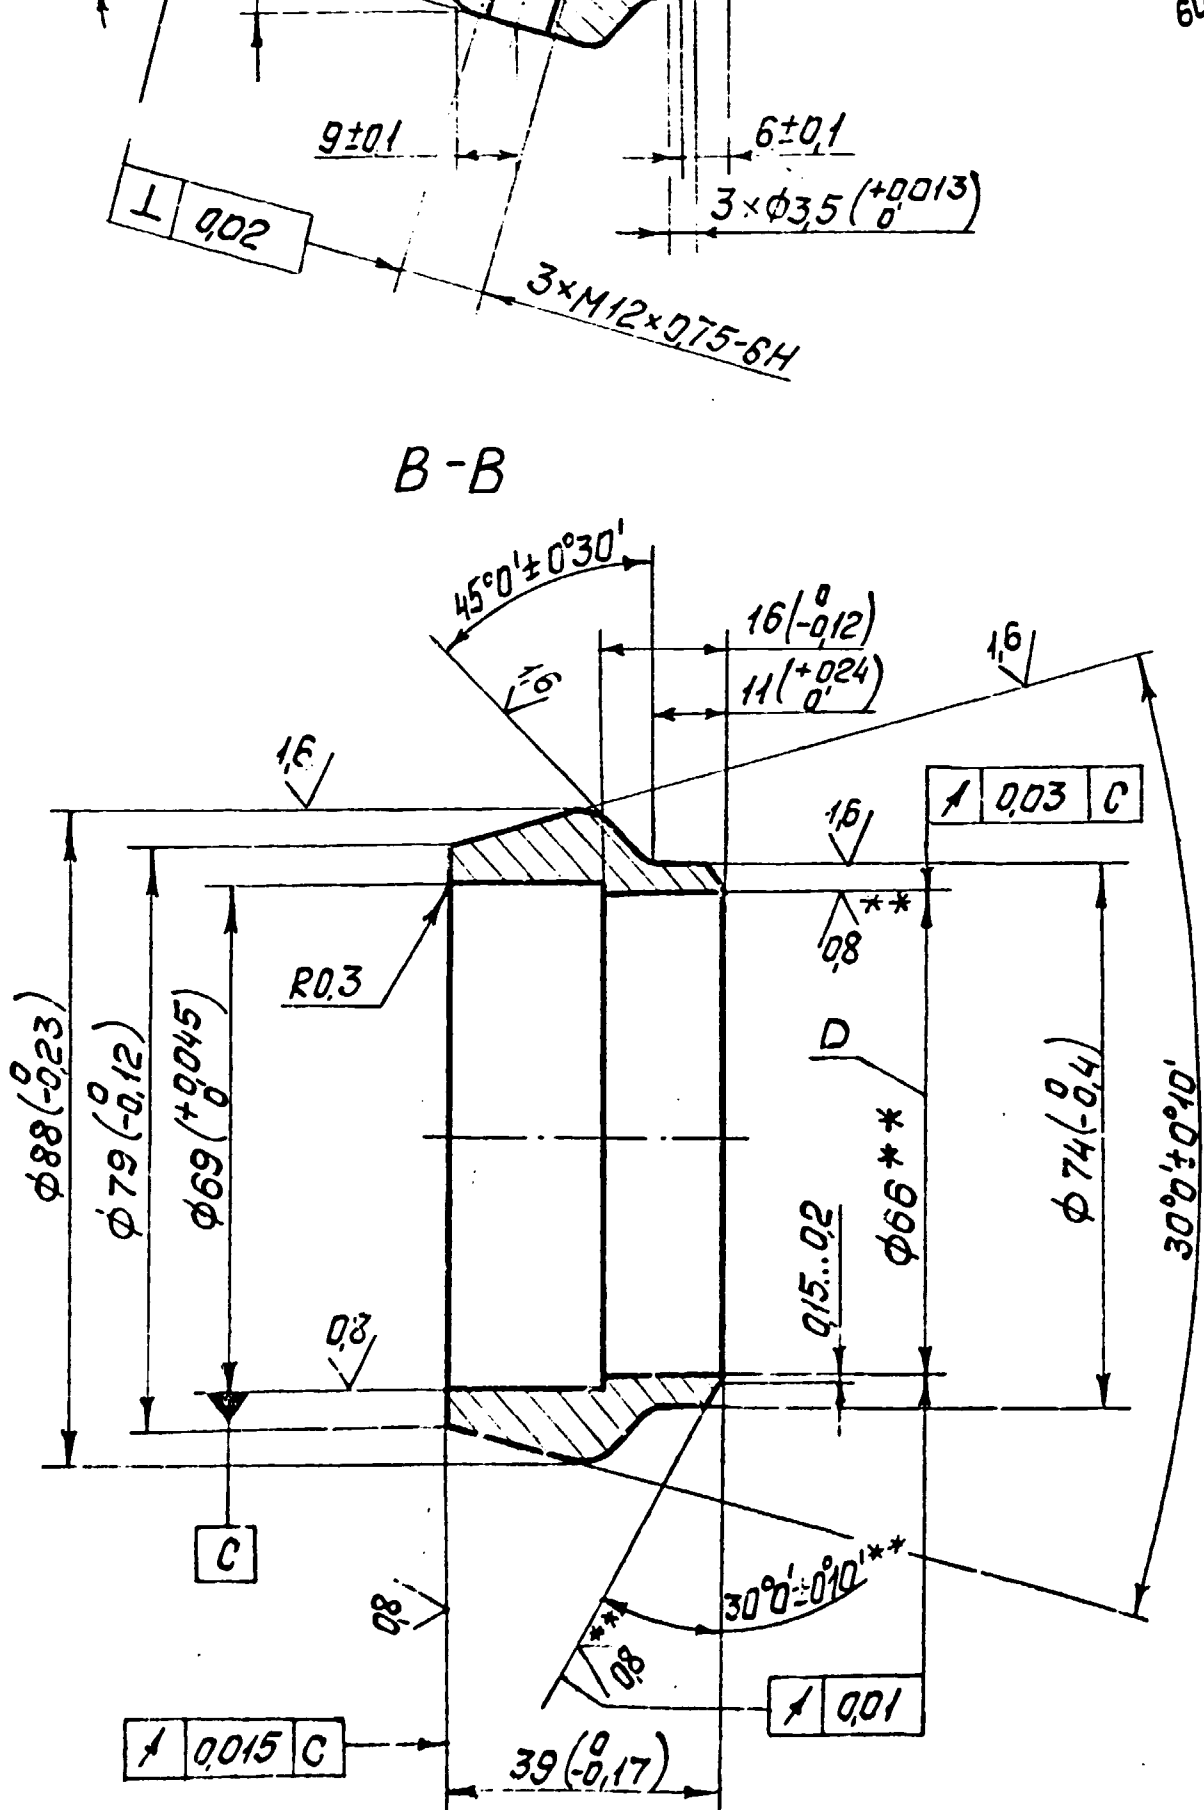 9±0,1
6±0,1
3×ϕ3,5 (+0,013 0)
⊥ 0,02
3×M12×0,75-6H
B-B
45°0'±0°30'
16(0 -0,12)
11(+0,24 0)
1,6
1,6
1,6
1,6
↗ 0,03 C
0,8 **
R0,3
D
ϕ88(0 -0,23)
ϕ79(0 -0,12)
ϕ69(+0,045 0)
ϕ66**
ϕ74(0 -0,4)
30°0'±0°10'
0,15...0,2
0,8
C
0,8
30°0'±0°10'**
0,8 **
↗ 0,01
↗ 0,015 C
39(0 -0,17)